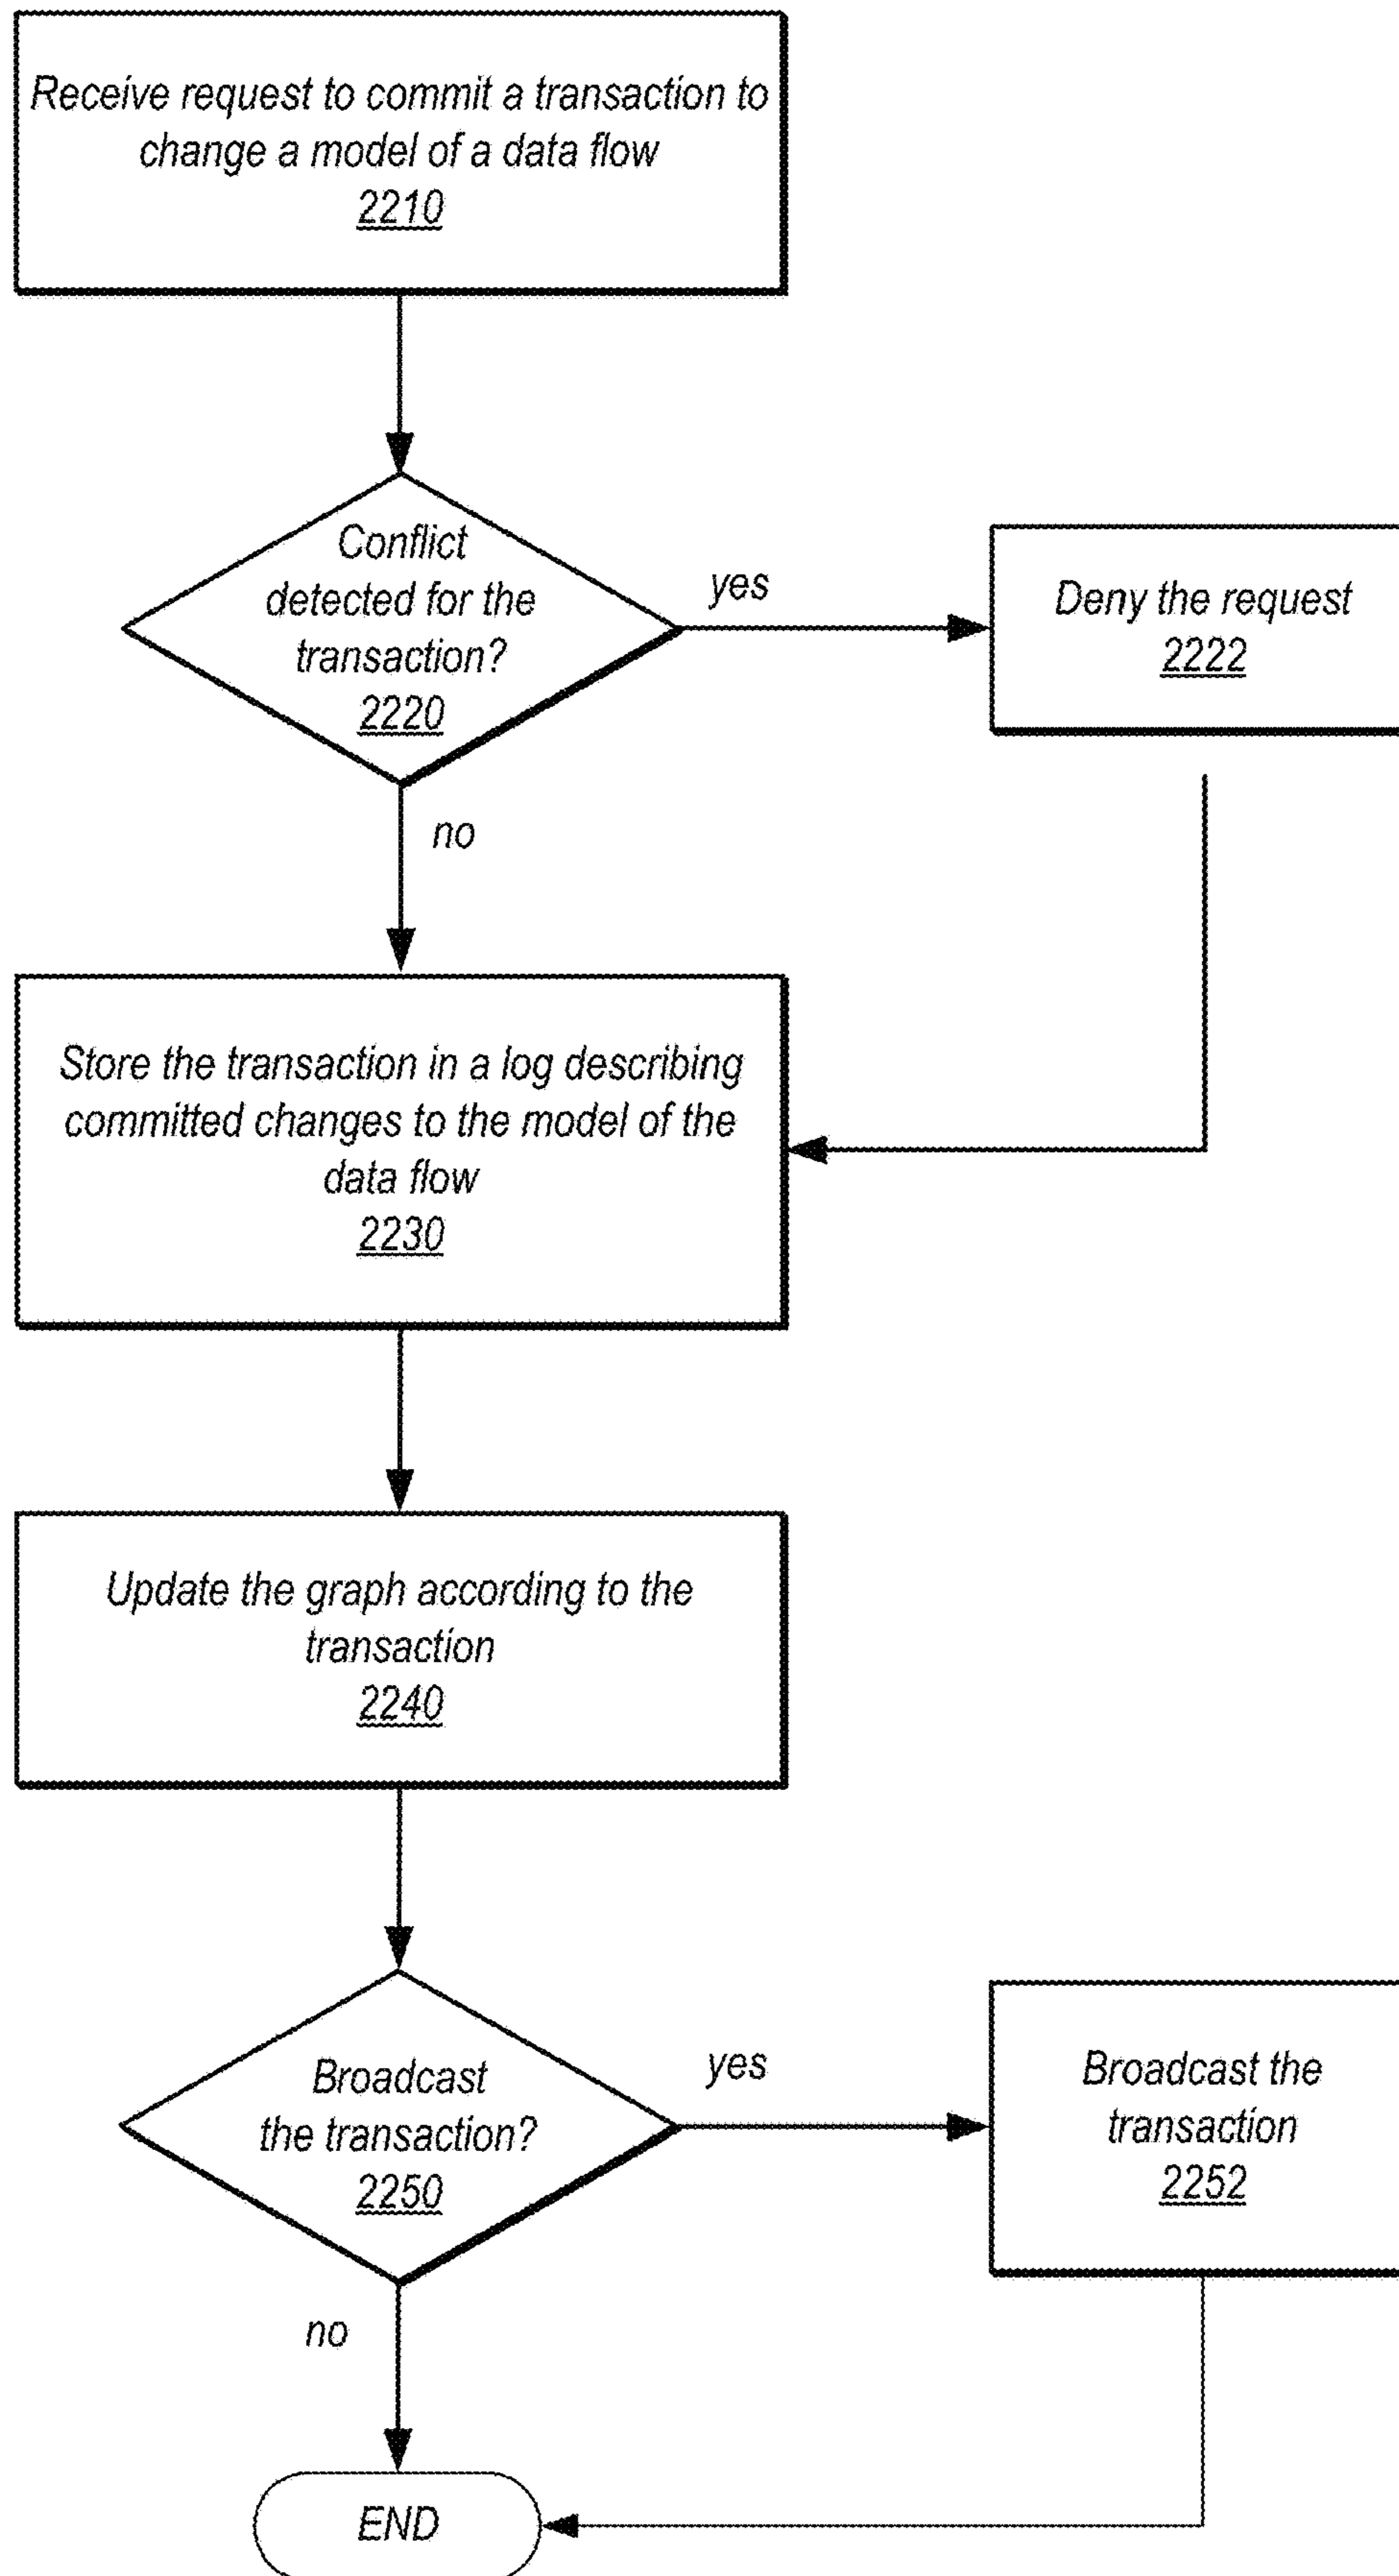 Receive request to commit a transaction to
change a model of a data flow
2210
Conflict
detected for the
transaction?
2220
yes
Deny the request
2222
no
Store the transaction in a log describing
committed changes to the model of the
data flow
2230
Update the graph according to the
transaction
2240
Broadcast
the transaction?
2250
yes
Broadcast the
transaction
2252
no
END